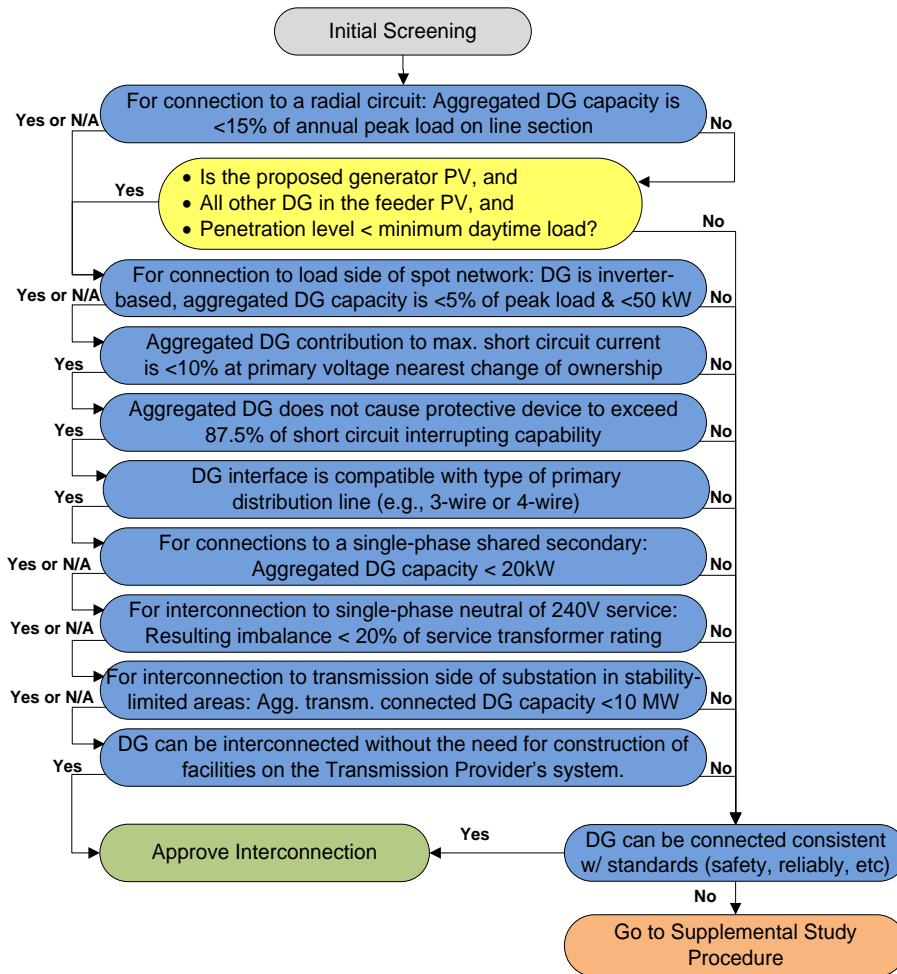 Initial Screening
For connection to a radial circuit: Aggregated DG capacity is
<15% of annual peak load on line section
Yes or N/A
No
• Is the proposed generator PV, and
• All other DG in the feeder PV, and
• Penetration level < minimum daytime load?
Yes
No
For connection to load side of spot network: DG is inverter-
based, aggregated DG capacity is <5% of peak load & <50 kW
Yes or N/A
No
Aggregated DG contribution to max. short circuit current
is <10% at primary voltage nearest change of ownership
Yes
No
Aggregated DG does not cause protective device to exceed
87.5% of short circuit interrupting capability
Yes
No
DG interface is compatible with type of primary
distribution line (e.g., 3-wire or 4-wire)
Yes
No
For connections to a single-phase shared secondary:
Aggregated DG capacity < 20kW
Yes or N/A
No
For interconnection to single-phase neutral of 240V service:
Resulting imbalance < 20% of service transformer rating
Yes or N/A
No
For interconnection to transmission side of substation in stability-
limited areas: Agg. transm. connected DG capacity <10 MW
Yes or N/A
No
DG can be interconnected without the need for construction of
facilities on the Transmission Provider's system.
Yes
No
Approve Interconnection
Yes
DG can be connected consistent
w/ standards (safety, reliably, etc)
No
Go to Supplemental Study
Procedure